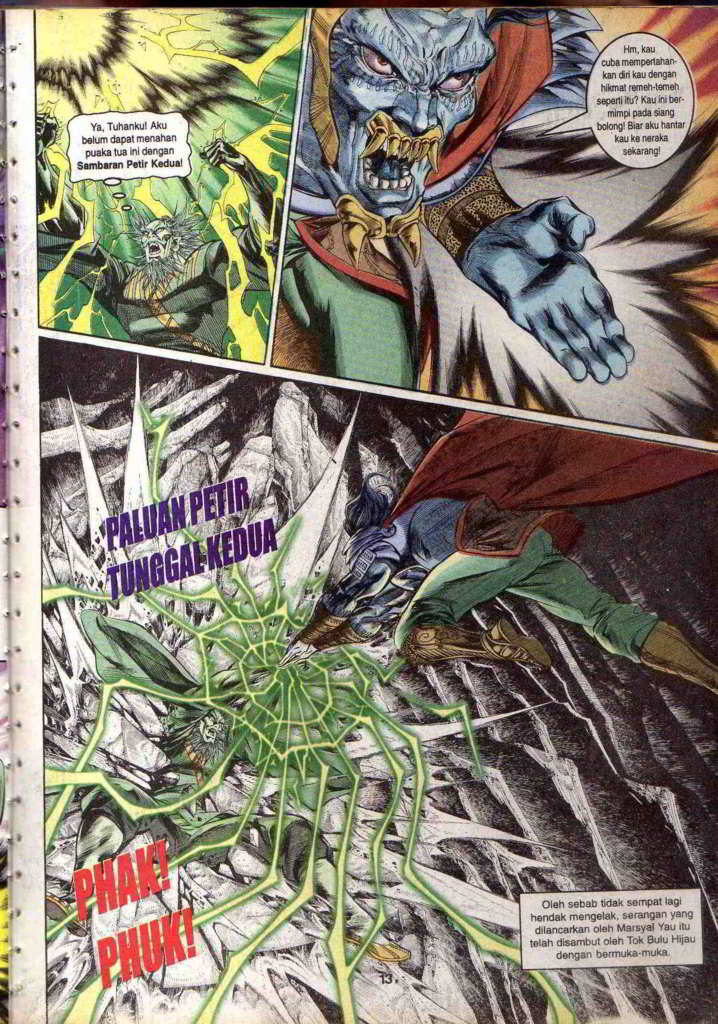 Ya, Tuhanku! Aku
belum dapat menahan
puaka tua ini dengan
Sambaran Petir Kedua!
Hm, kau
cuba mempertahan-
kan diri kau dengan
hikmat remeh-temeh
seperti itu? Kau ini ber-
mimpi pada siang
bolong! Biar aku hantar
kau ke neraka
sekarang!
PALUAN PETIR
TUNGGAL KEDUA
PHAK!
PHUK!
Oleh sebab tidak sempat lagi
hendak mengelak, serangan yang
dilancarkan oleh Marsyal Yau itu
telah disambut oleh Tok Bulu Hijau
dengan bermuka-muka.
13